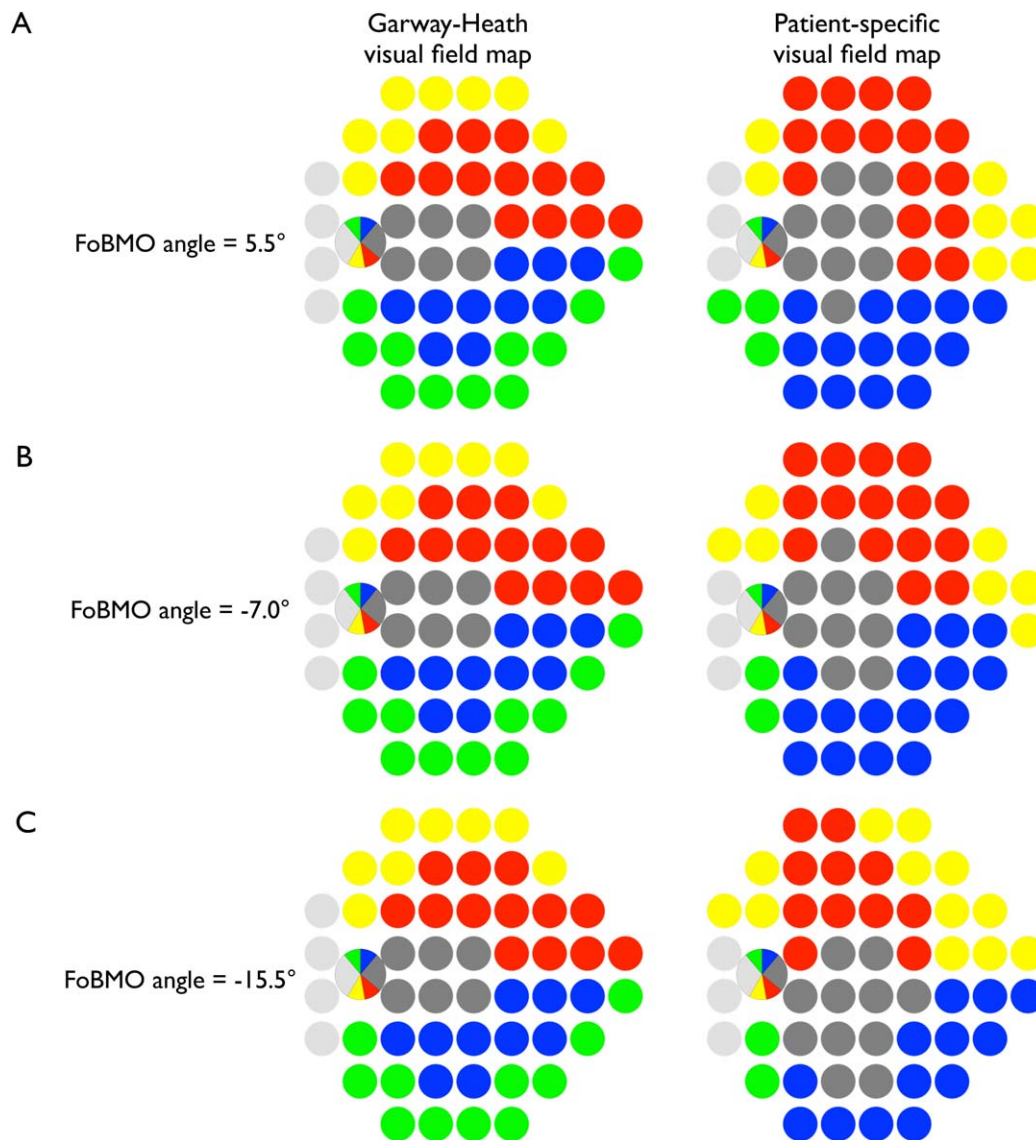 A
Garway-Heath
visual field map
Patient-specific
visual field map
FoBMO angle = 5.5°
B
FoBMO angle = -7.0°
C
FoBMO angle = -15.5°